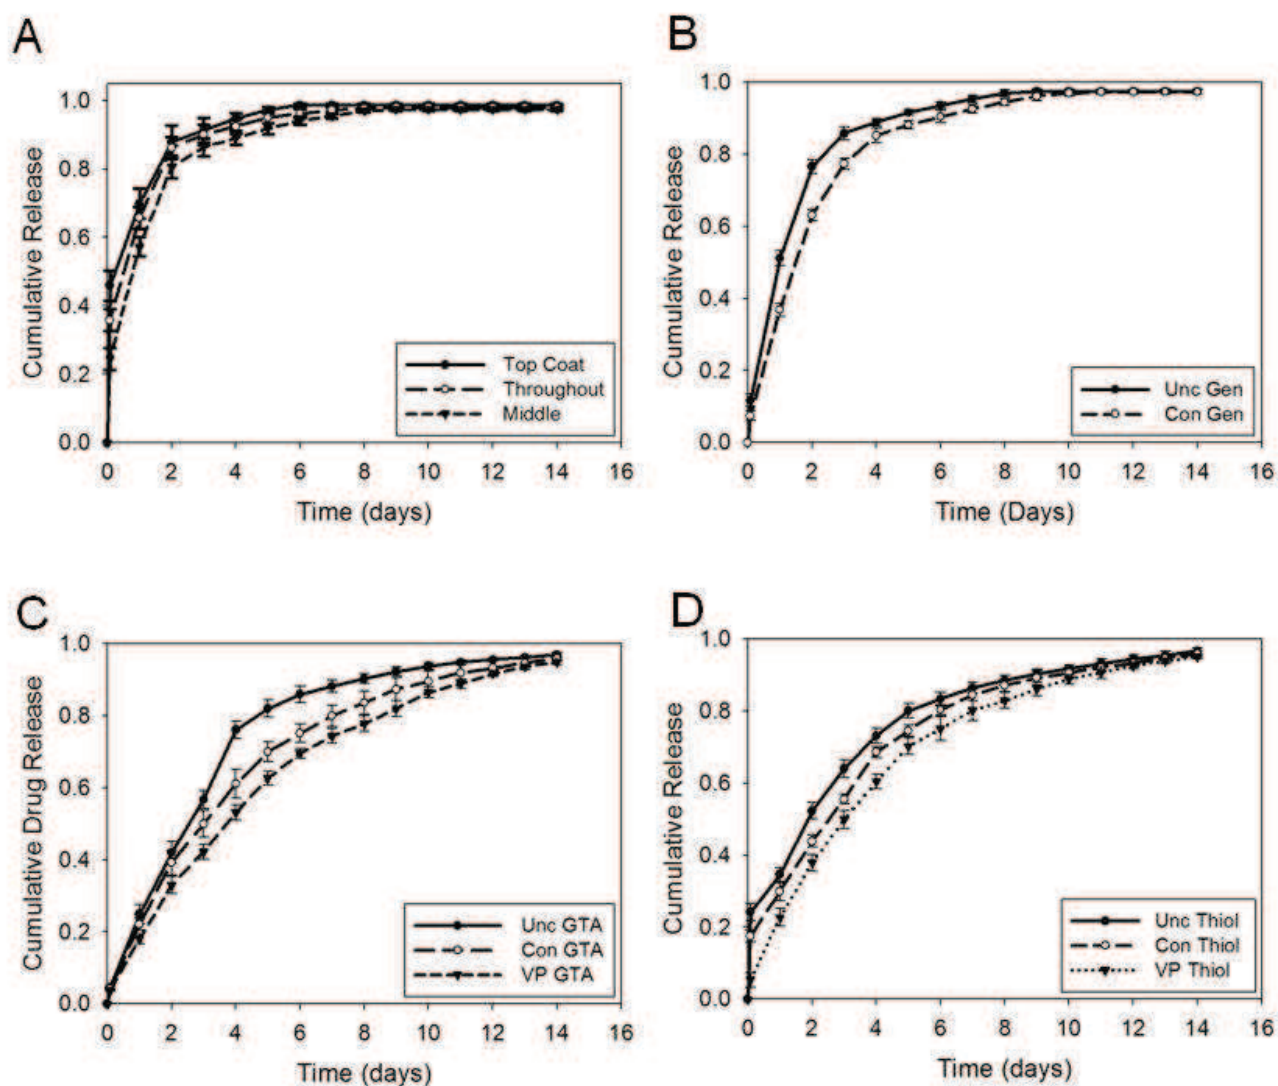 A
Cumulative Release
1.0
0.8
0.6
0.4
0.2
0.0
Top Coat
Throughout
Middle
0 2 4 6 8 10 12 14 16
Time (days)
B
Cumulative Release
1.0
0.8
0.6
0.4
0.2
0.0
Unc Gen
Con Gen
0 2 4 6 8 10 12 14 16
Time (Days)
C
Cumulative Drug Release
1.0
0.8
0.6
0.4
0.2
0.0
Unc GTA
Con GTA
VP GTA
0 2 4 6 8 10 12 14 16
Time (days)
D
Cumulative Release
1.0
0.8
0.6
0.4
0.2
0.0
Unc Thiol
Con Thiol
VP Thiol
0 2 4 6 8 10 12 14 16
Time (days)